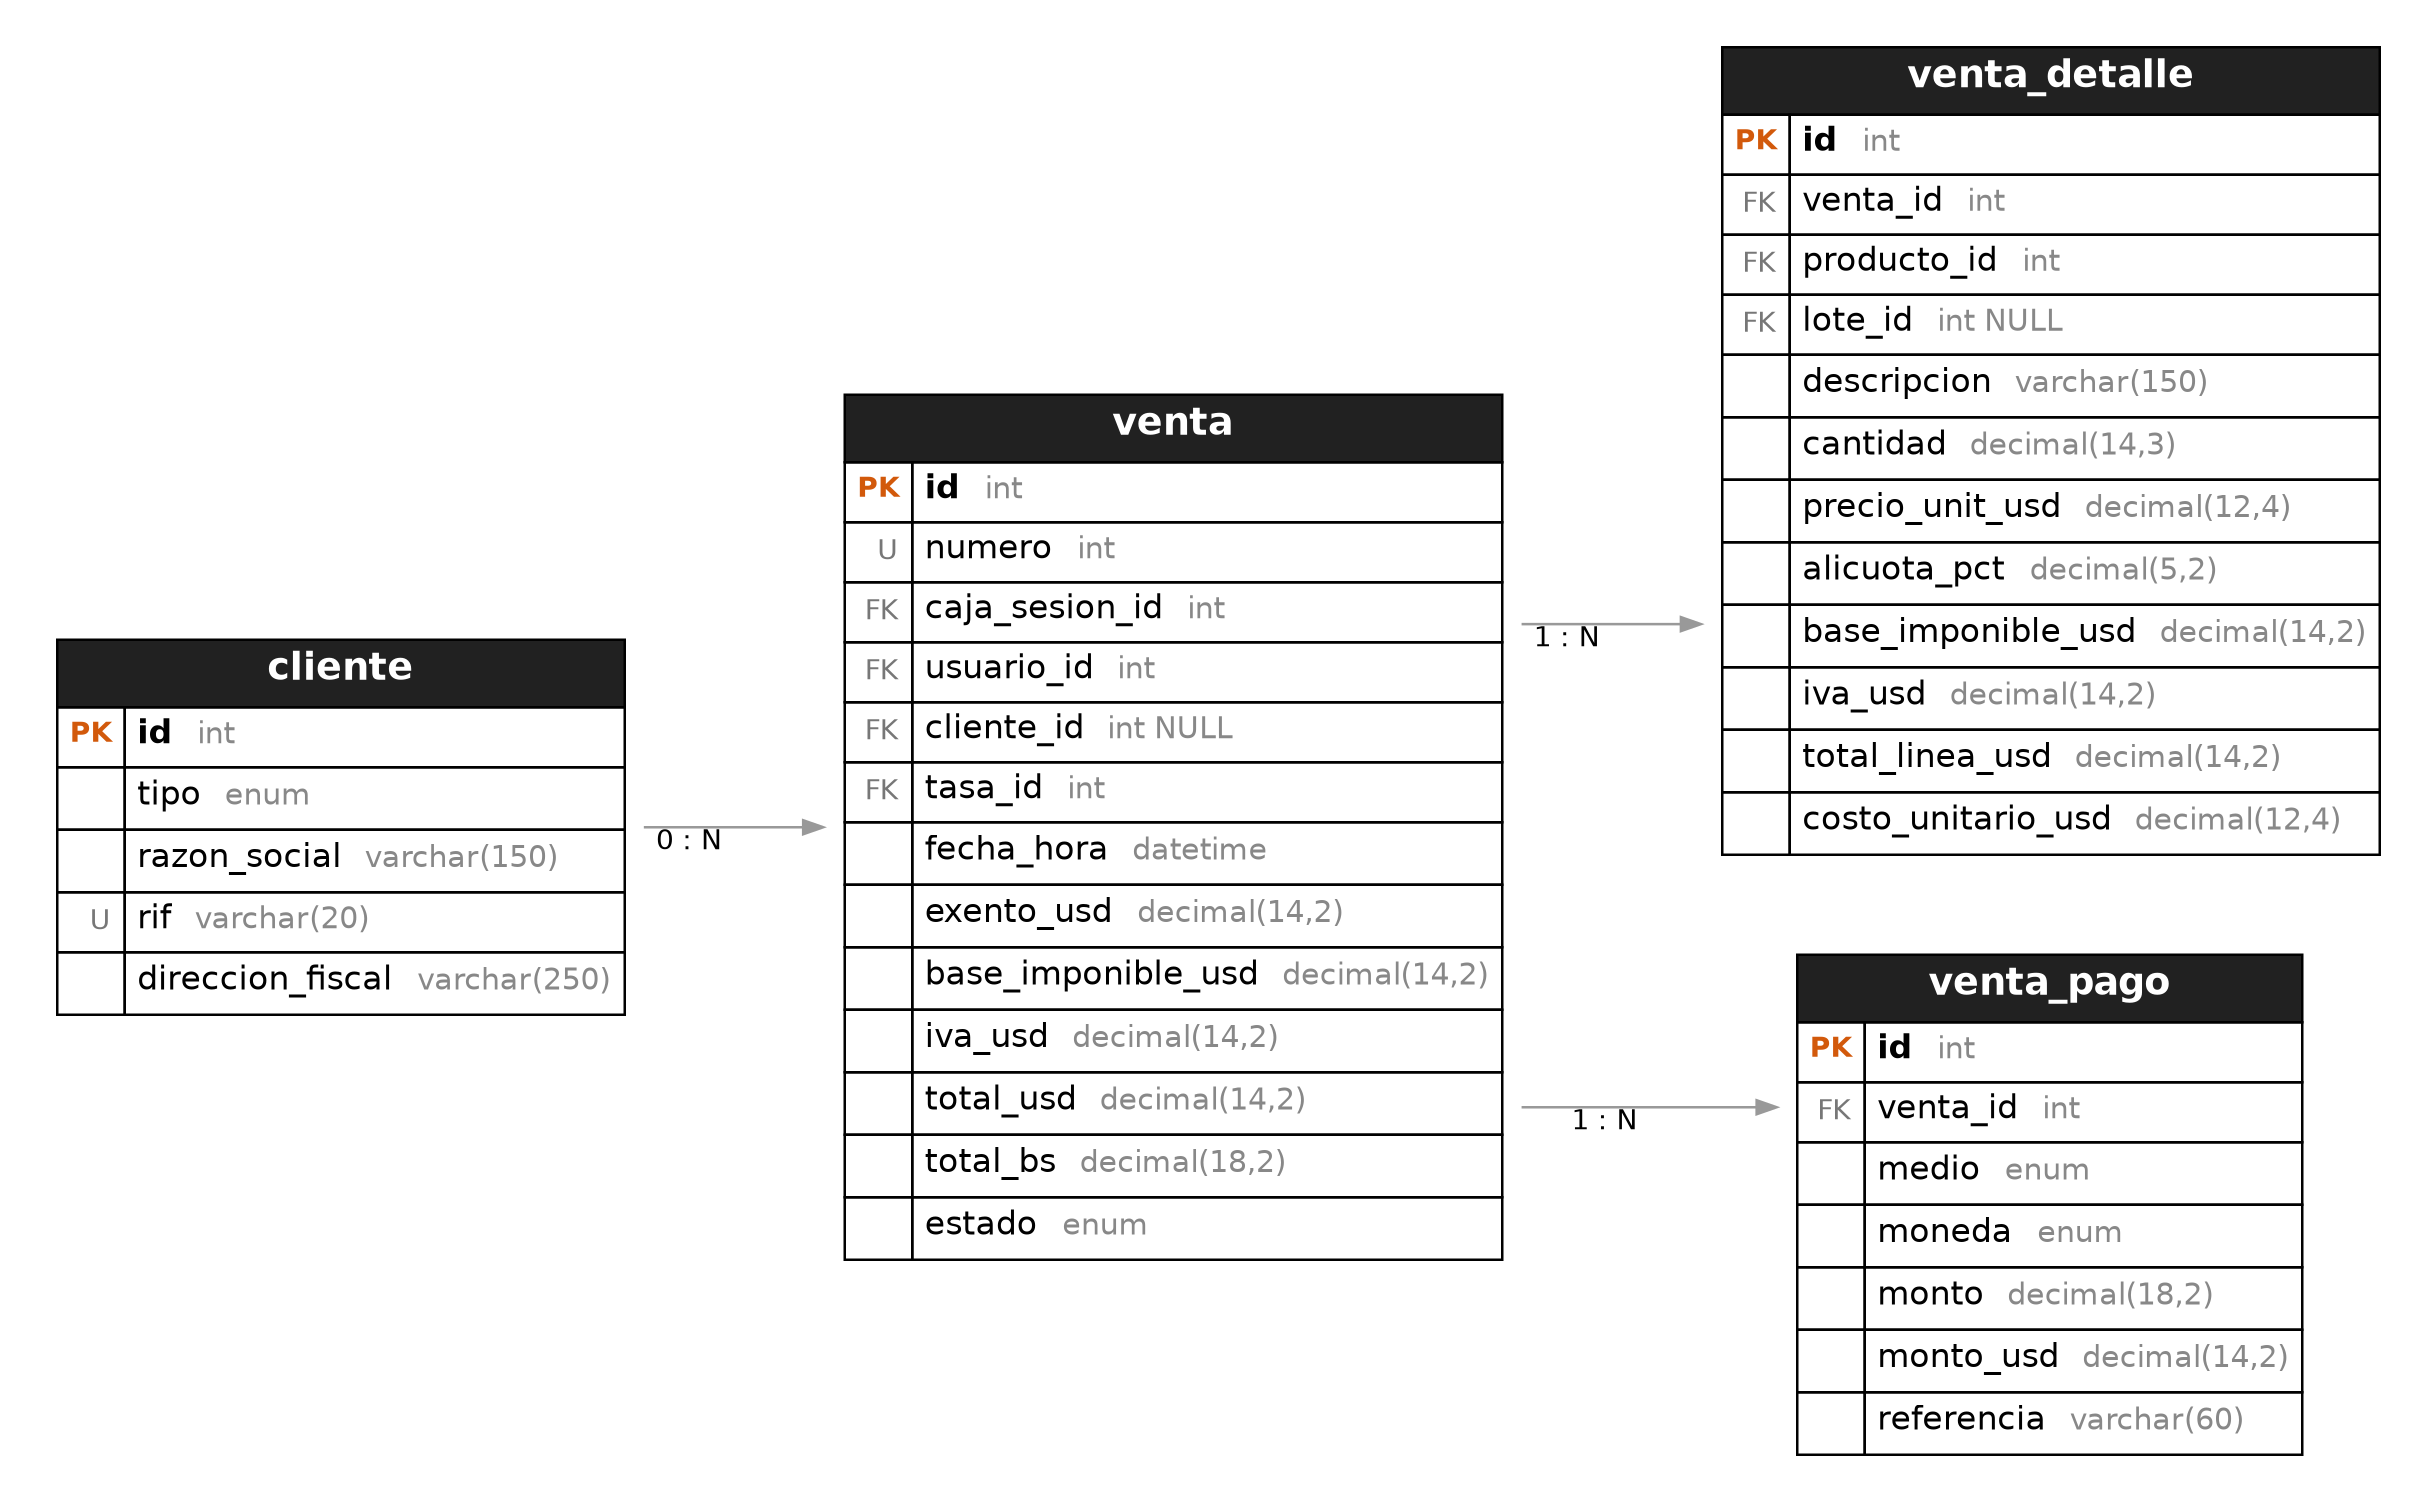 cliente
PK id int
tipo enum
razon_social varchar(150)
U rif varchar(20)
direccion_fiscal varchar(250)
0 : N
venta
PK id int
U numero int
FK caja_sesion_id int
FK usuario_id int
FK cliente_id int NULL
FK tasa_id int
fecha_hora datetime
exento_usd decimal(14,2)
base_imponible_usd decimal(14,2)
iva_usd decimal(14,2)
total_usd decimal(14,2)
total_bs decimal(18,2)
estado enum
1 : N
venta_detalle
PK id int
FK venta_id int
FK producto_id int
FK lote_id int NULL
descripcion varchar(150)
cantidad decimal(14,3)
precio_unit_usd decimal(12,4)
alicuota_pct decimal(5,2)
base_imponible_usd decimal(14,2)
iva_usd decimal(14,2)
total_linea_usd decimal(14,2)
costo_unitario_usd decimal(12,4)
1 : N
venta_pago
PK id int
FK venta_id int
medio enum
moneda enum
monto decimal(18,2)
monto_usd decimal(14,2)
referencia varchar(60)